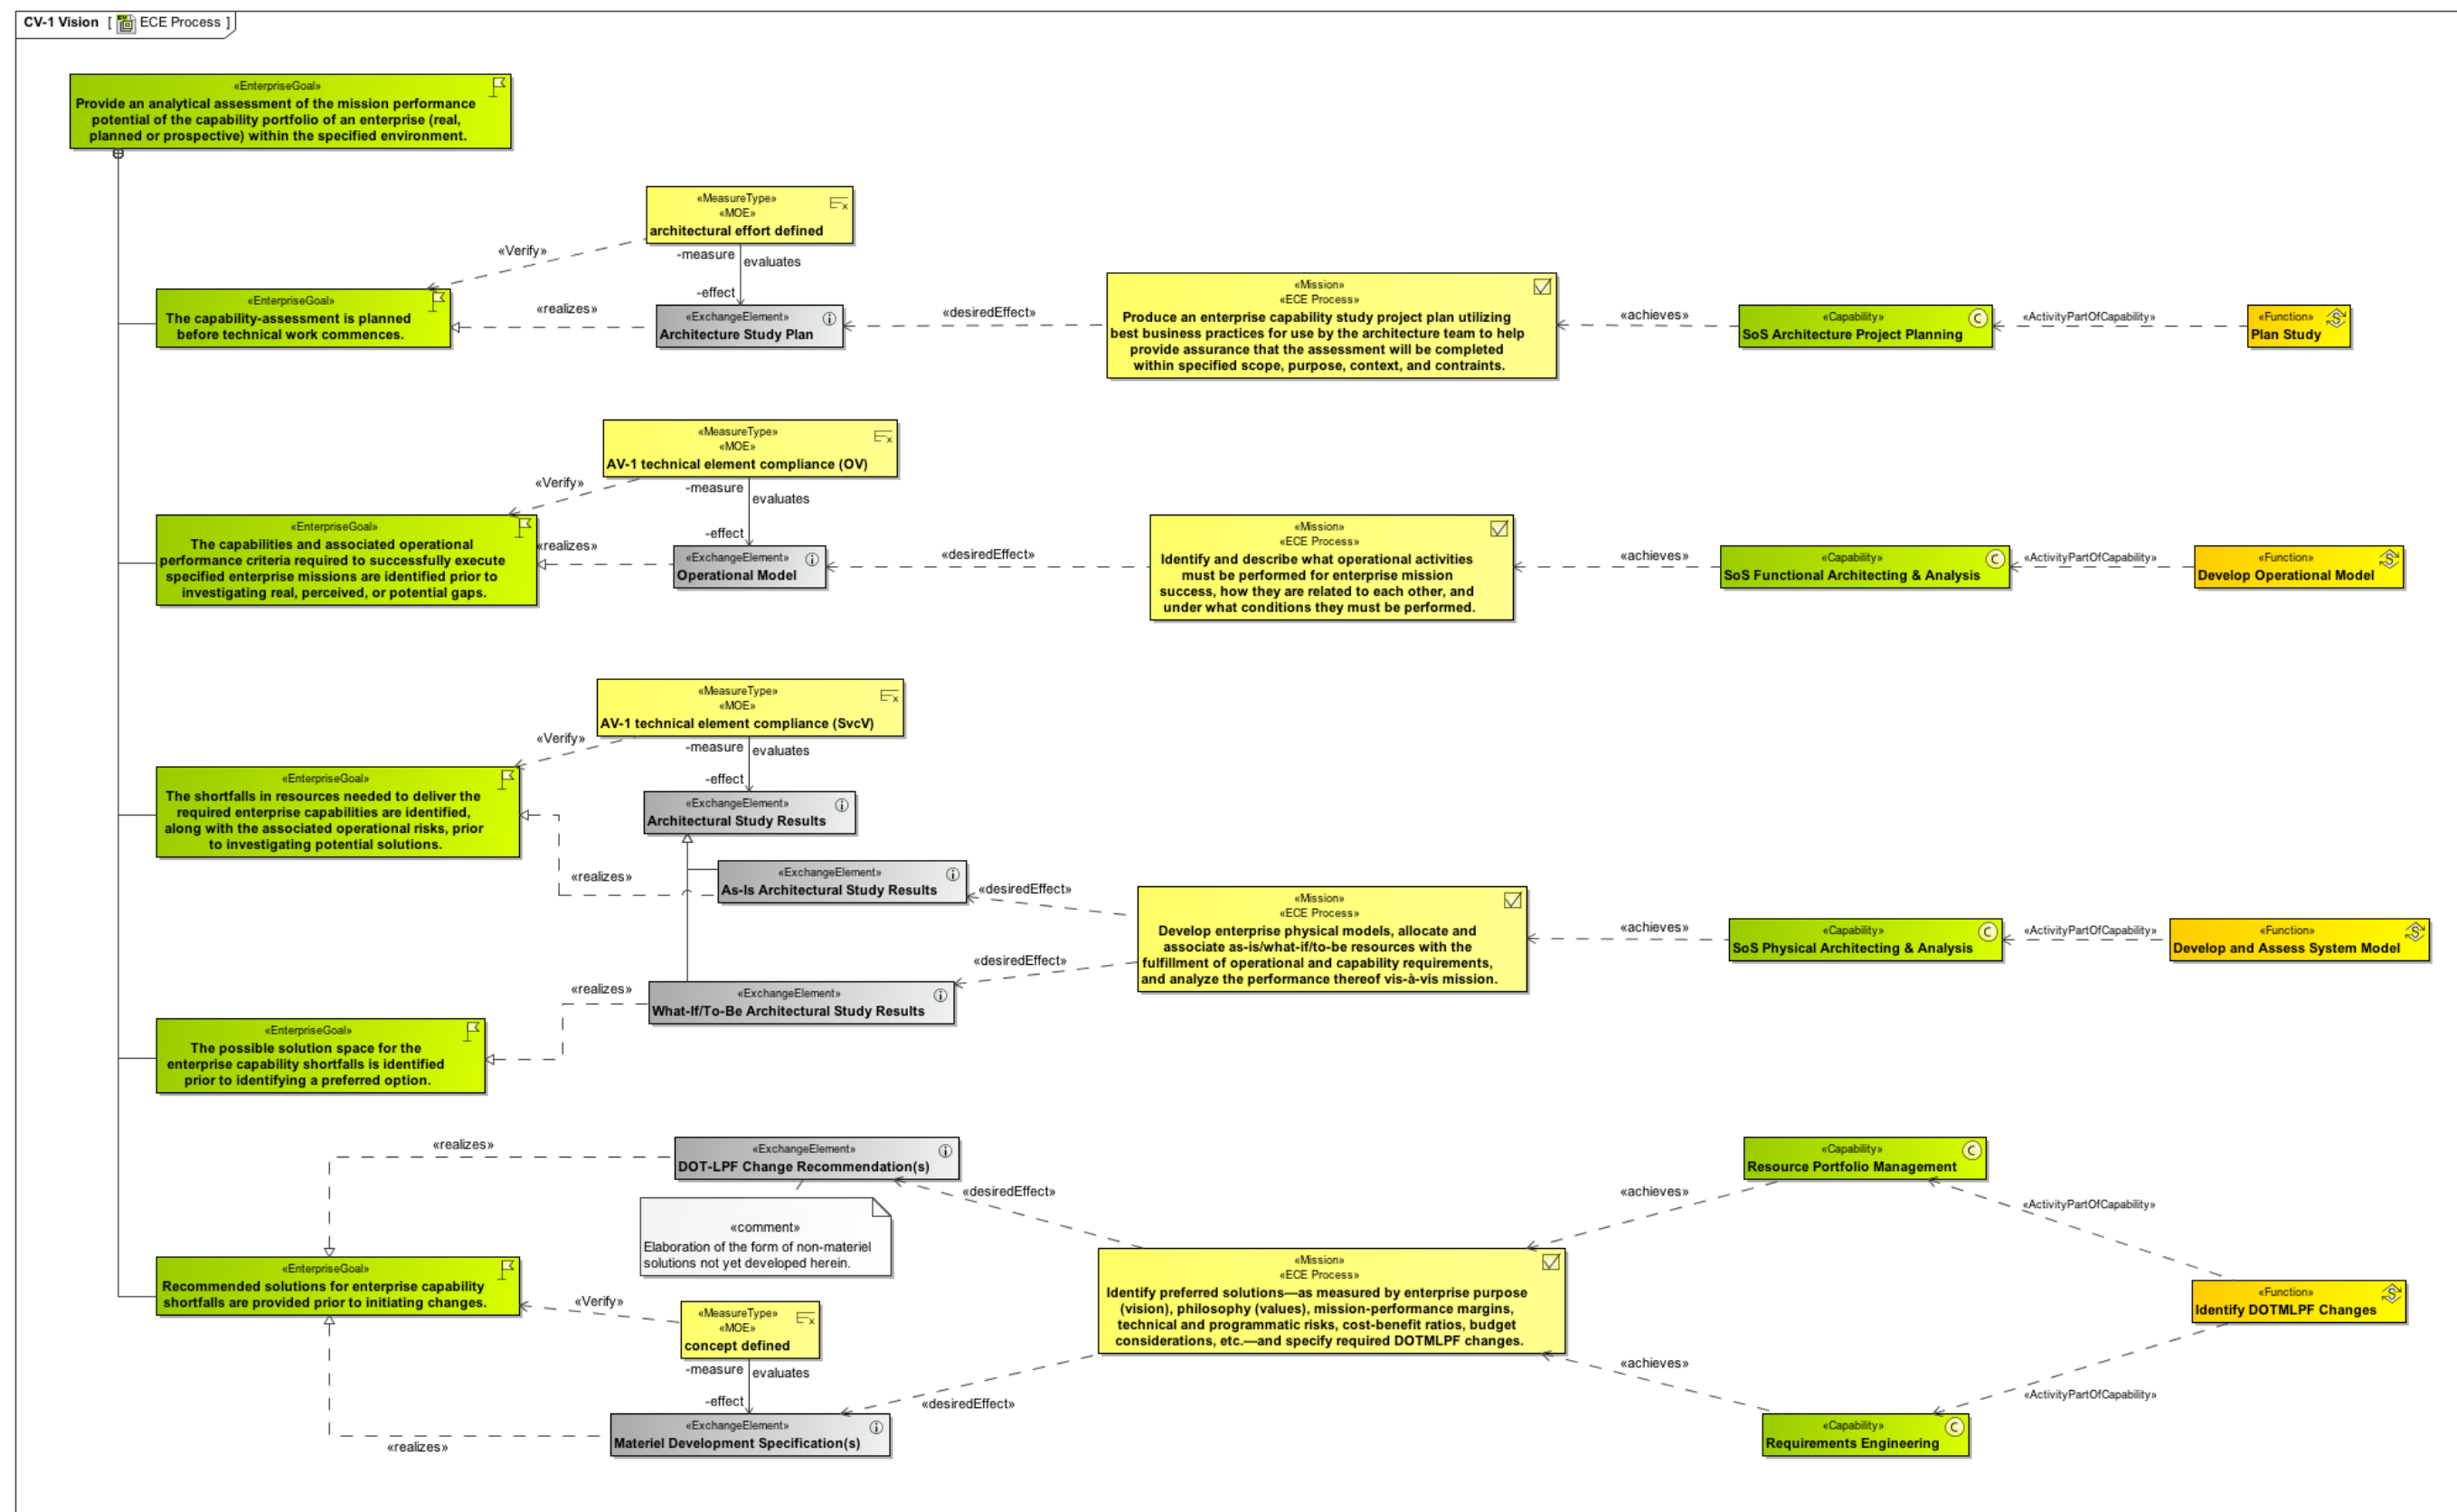 CV-1 Vision [ ECE Process ]
«EnterpriseGoal»
Provide an analytical assessment of the mission performance
potential of the capability portfolio of an enterprise (real,
planned or prospective) within the specified environment.
«MeasureType»
«MOE»
architectural effort defined
«Verify»
-measure
evaluates
-effect
«EnterpriseGoal»
The capability-assessment is planned
before technical work commences.
«realizes»
«ExchangeElement»
Architecture Study Plan
«desiredEffect»
«Mission»
«ECE Process»
Produce an enterprise capability study project plan utilizing
best business practices for use by the architecture team to help
provide assurance that the assessment will be completed
within specified scope, purpose, context, and contraints.
«achieves»
«Capability»
SoS Architecture Project Planning
«ActivityPartOfCapability»
«Function»
Plan Study
«MeasureType»
«MOE»
AV-1 technical element compliance (OV)
«Verify»
-measure
evaluates
-effect
«EnterpriseGoal»
The capabilities and associated operational
performance criteria required to successfully execute
specified enterprise missions are identified prior to
investigating real, perceived, or potential gaps.
«realizes»
«ExchangeElement»
Operational Model
«desiredEffect»
«Mission»
«ECE Process»
Identify and describe what operational activities
must be performed for enterprise mission
success, how they are related to each other, and
under what conditions they must be performed.
«achieves»
«Capability»
SoS Functional Architecting & Analysis
«ActivityPartOfCapability»
«Function»
Develop Operational Model
«MeasureType»
«MOE»
AV-1 technical element compliance (SvcV)
«Verify»
-measure
evaluates
-effect
«EnterpriseGoal»
The shortfalls in resources needed to deliver the
required enterprise capabilities are identified,
along with the associated operational risks, prior
to investigating potential solutions.
«ExchangeElement»
Architectural Study Results
«realizes»
«ExchangeElement»
As-Is Architectural Study Results
«desiredEffect»
«Mission»
«ECE Process»
Develop enterprise physical models, allocate and
associate as-is/what-if/to-be resources with the
fulfillment of operational and capability requirements,
and analyze the performance thereof vis-à-vis mission.
«achieves»
«Capability»
SoS Physical Architecting & Analysis
«ActivityPartOfCapability»
«Function»
Develop and Assess System Model
«desiredEffect»
«realizes»
«ExchangeElement»
What-If/To-Be Architectural Study Results
«EnterpriseGoal»
The possible solution space for the
enterprise capability shortfalls is identified
prior to identifying a preferred option.
«realizes»
«ExchangeElement»
DOT-LPF Change Recommendation(s)
«desiredEffect»
«comment»
Elaboration of the form of non-materiel
solutions not yet developed herein.
«EnterpriseGoal»
Recommended solutions for enterprise capability
shortfalls are provided prior to initiating changes.
«Verify»
«MeasureType»
«MOE»
concept defined
-measure
evaluates
-effect
«realizes»
«ExchangeElement»
Materiel Development Specification(s)
«desiredEffect»
«Mission»
«ECE Process»
Identify preferred solutions—as measured by enterprise purpose
(vision), philosophy (values), mission-performance margins,
technical and programmatic risks, cost-benefit ratios, budget
considerations, etc.—and specify required DOTMLPF changes.
«achieves»
«Capability»
Resource Portfolio Management
«ActivityPartOfCapability»
«Function»
Identify DOTMLPF Changes
«achieves»
«ActivityPartOfCapability»
«Capability»
Requirements Engineering